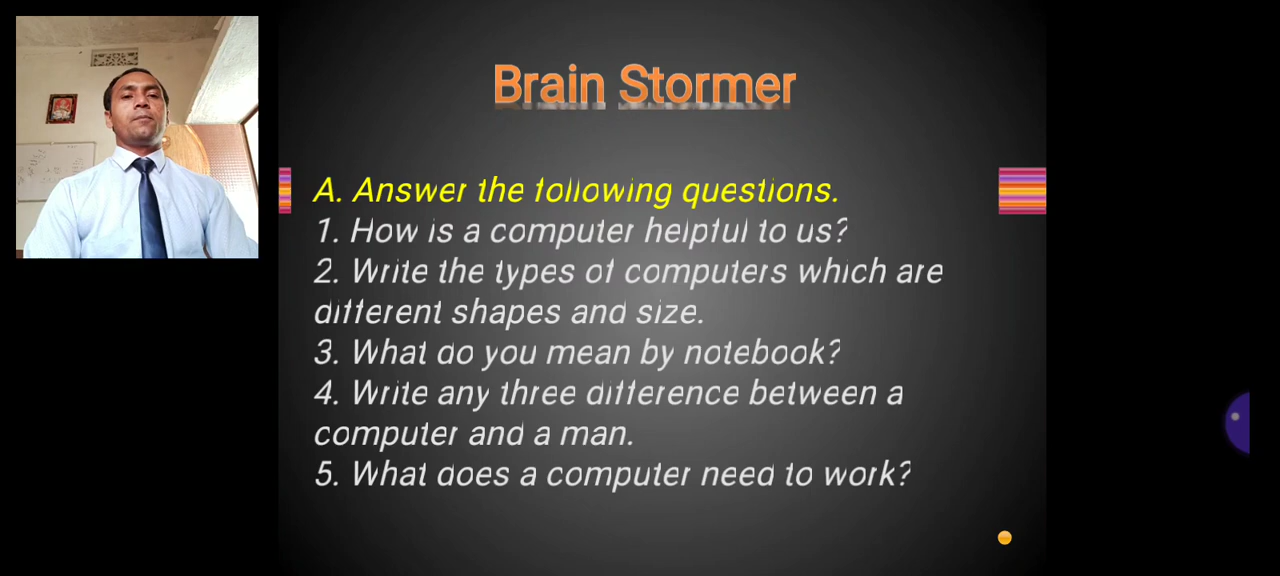 Brain Stormer
A. Answer the following questions.
1. How is a computer helpful to us?
2. Write the types of computers which are
different shapes and size.
3. What do you mean by notebook?
4. Write any three difference between a
computer and a man.
5. What does a computer need to work?